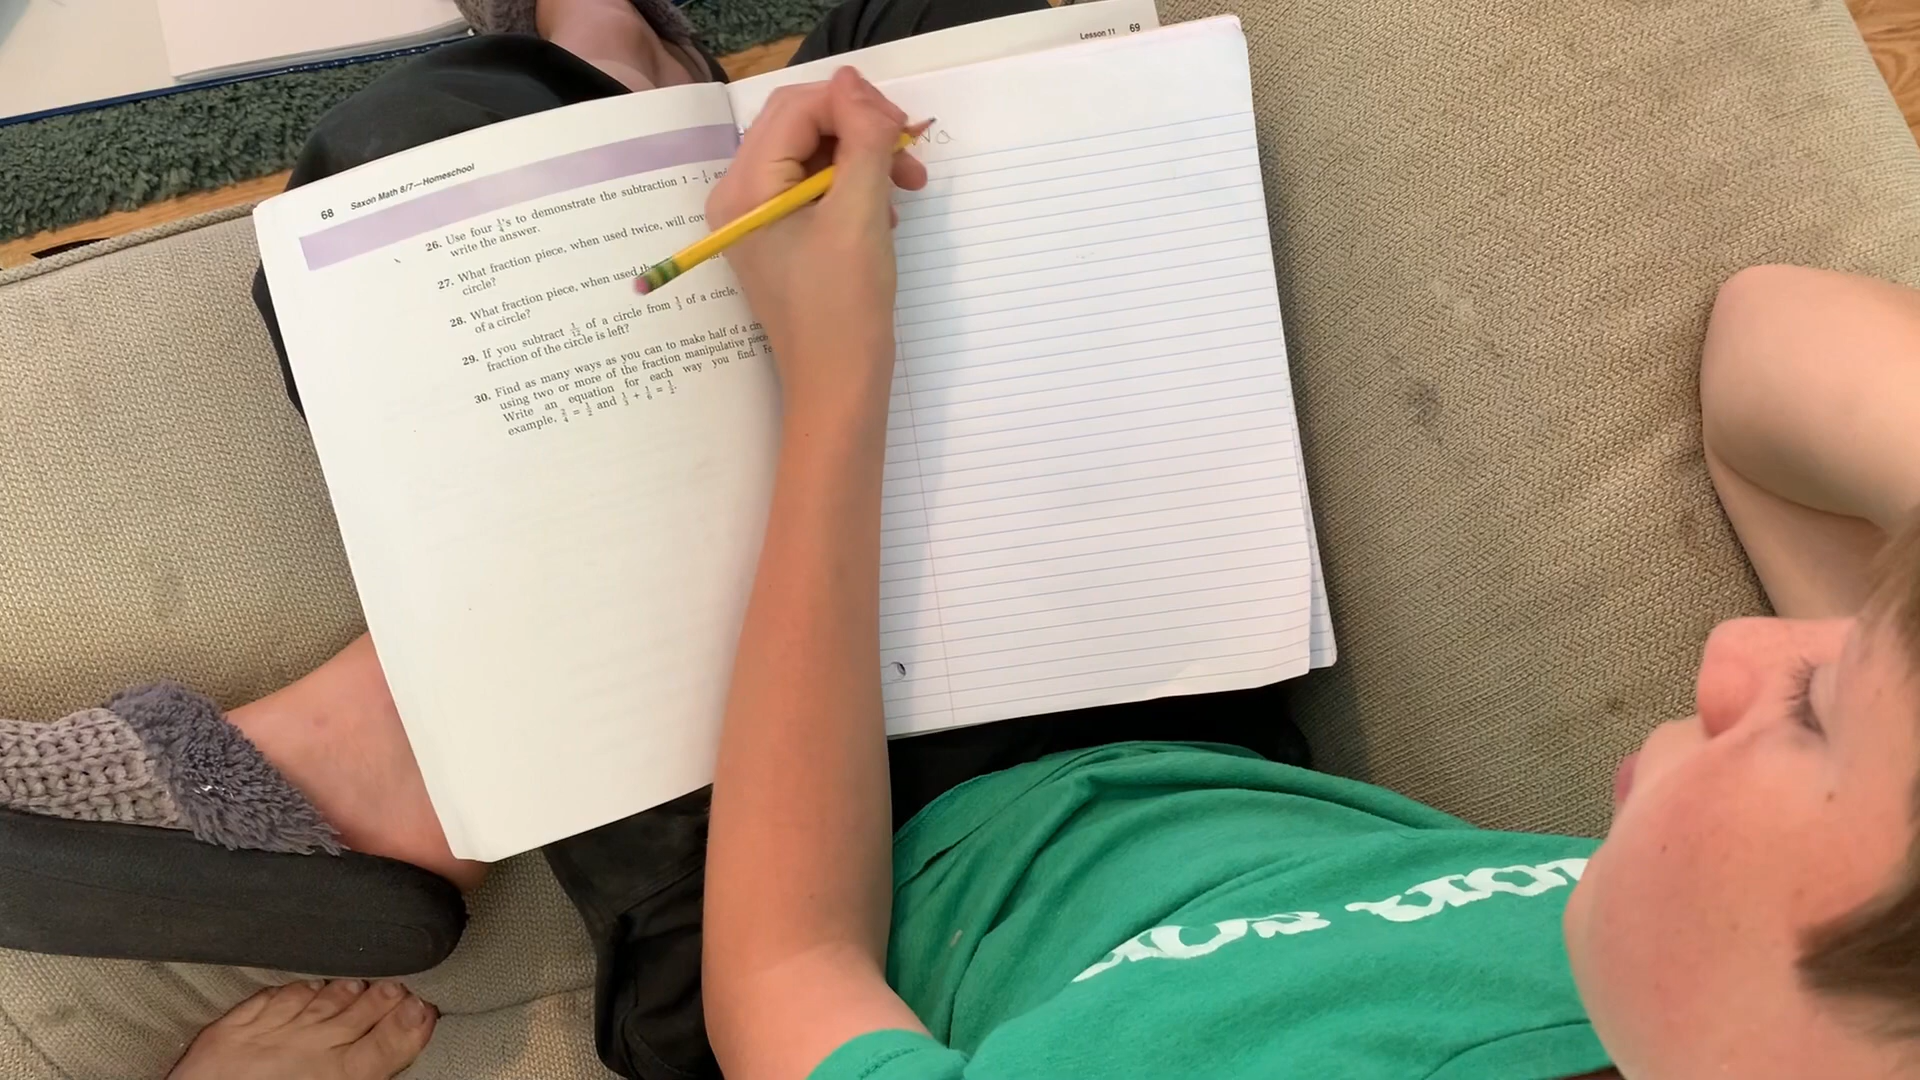 Lesson 11 69
68 Saxon Math 8/7—Homeschool
26. Use four 1/4's to demonstrate the subtraction 1 − 1/4, and
write the answer.
27. What fraction piece, when used twice, will
circle?
28. What fraction piece, when used
of a circle?
29. If you subtract 1/12 of a circle from 1/3 of a circle,
fraction of the circle is left?
30. Find as many ways as you can to make half of a
using two or more of the fraction manipulative
Write an equation for each way you find.
example, 2/4 = 1/2 and 1/3 + 1/6 = 1/2.